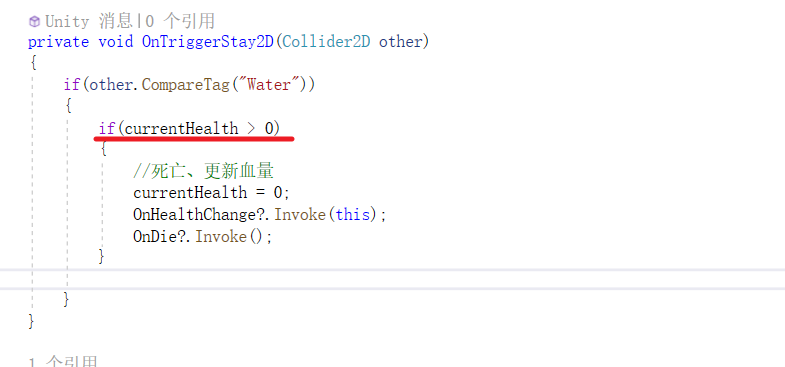 Unity 消息|0 个引用
private void OnTriggerStay2D(Collider2D other)
{
if(other.CompareTag("Water"))
{
if(currentHealth > 0)
{
//死亡、更新血量
currentHealth = 0;
OnHealthChange?.Invoke(this);
OnDie?.Invoke();
}
}
}
1 个引用